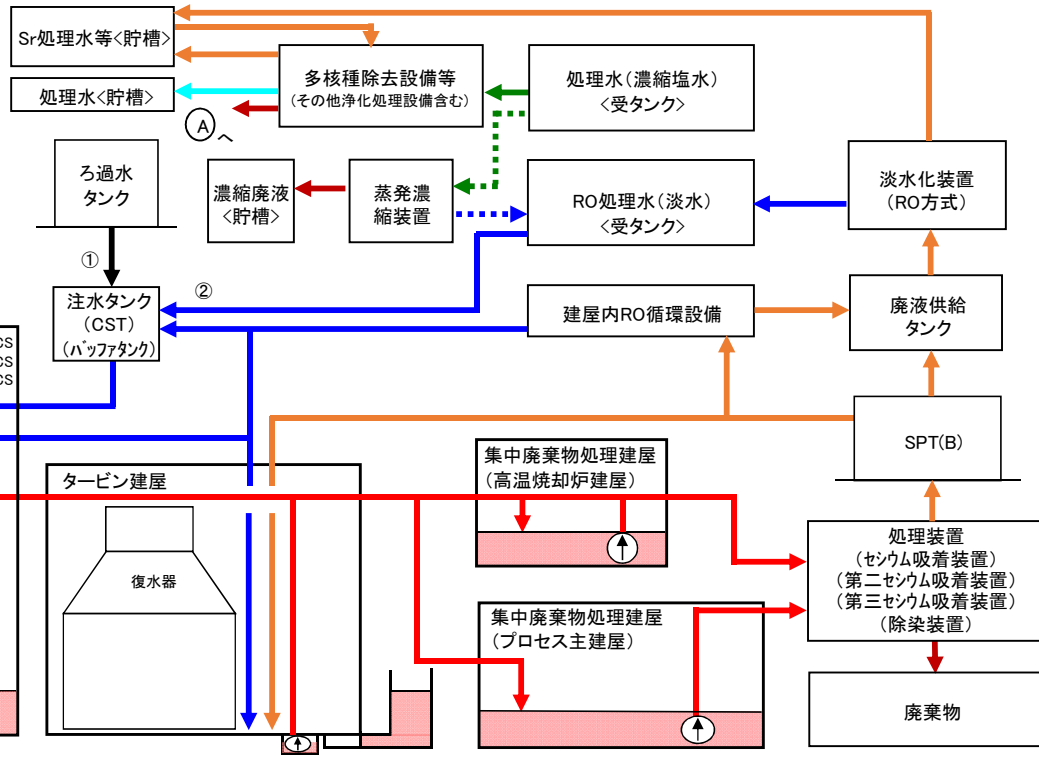 Sr処理水等<貯槽>
処理水<貯槽>
多核種除去設備等
(その他浄化処理設備含む)
処理水(濃縮塩水)
<受タンク>
Aへ
ろ過水
タンク
濃縮廃液
<貯槽>
蒸発濃
縮装置
RO処理水(淡水)
<受タンク>
淡水化装置
(RO方式)
①
②
注水タンク
(CST)
(バッファタンク)
建屋内RO循環設備
廃液供給
タンク
CS
CS
CS
SPT(B)
タービン建屋
復水器
集中廃棄物処理建屋
(高温焼却炉建屋)
集中廃棄物処理建屋
(プロセス主建屋)
処理装置
(セシウム吸着装置)
(第二セシウム吸着装置)
(第三セシウム吸着装置)
(除染装置)
廃棄物